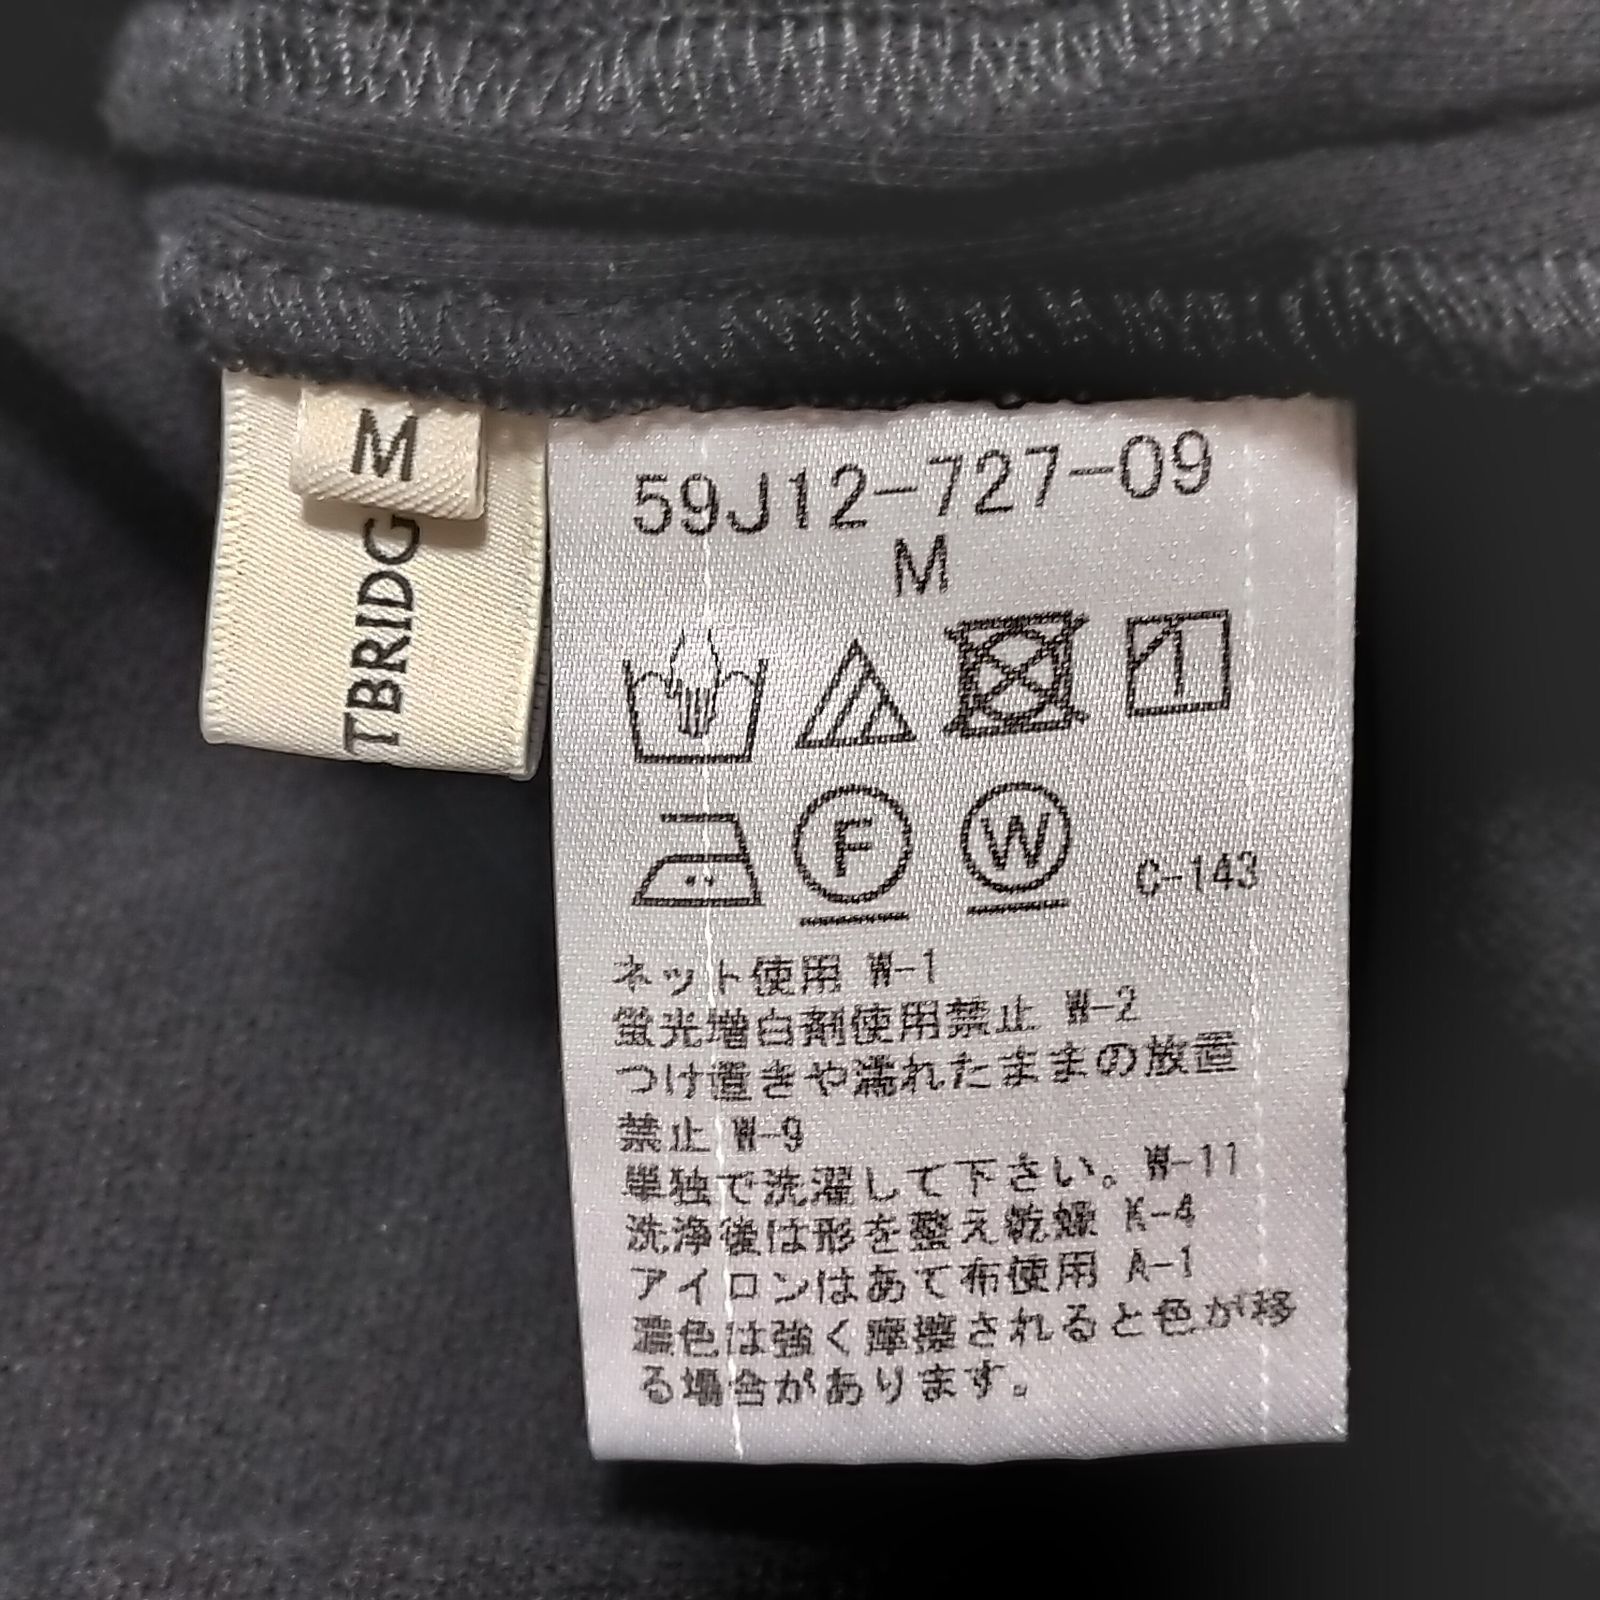 M
TBRIDG
59J12-727-09
M
F
W
C-143
ネット使用 W-1
蛍光増白剤使用禁止 W-2
つけ置きや濡れたままの放置
禁止 W-9
単独で洗濯して下さい。W-11
洗浄後は形を整え乾燥 K-4
アイロンはあて布使用 A-1
濃色は強く摩擦されると色が移
る場合があります。